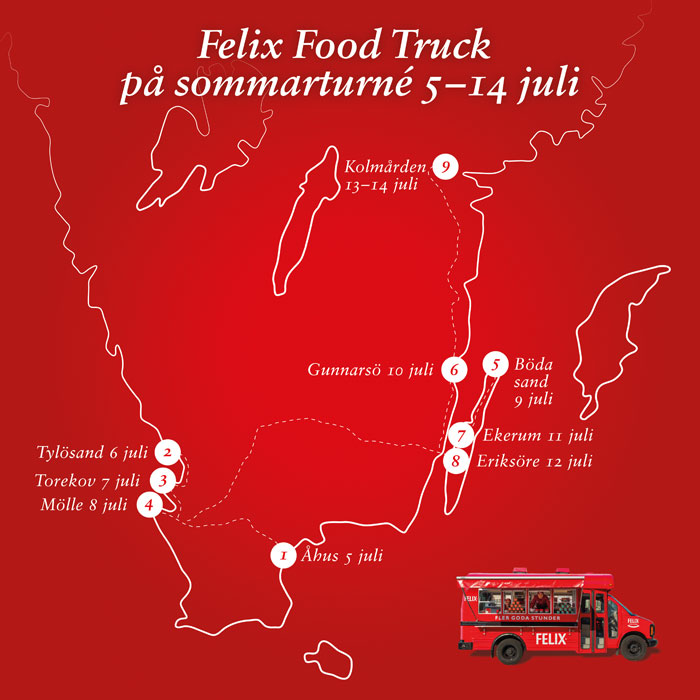 Felix Food Truck
på sommarturné 5–14 juli
Kolmården 9
13–14 juli
Gunnarsö 10 juli 6
5 Böda
sand
9 juli
7 Ekerum 11 juli
8 Eriksöre 12 juli
Tylösand 6 juli 2
Torekov 7 juli 3
Mölle 8 juli 4
1 Åhus 5 juli
FELIX
FLER GODA STUNDER
FELIX
FELIX